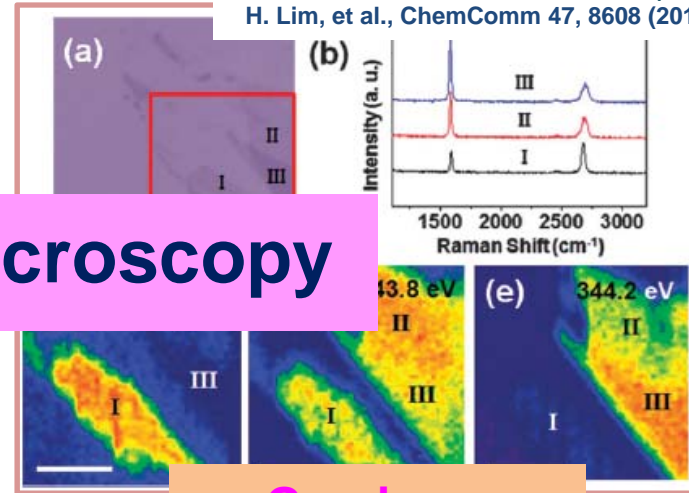 H. Lim, et al., ChemComm 47, 8608 (201
(a)
II
I
III
(b)
Intensity (a. u.)
III
II
I
1500 2000 2500 3000
Raman Shift (cm-1)
croscopy
I
III
43.8 eV
II
III
I
(e)
344.2 eV
II
III
I